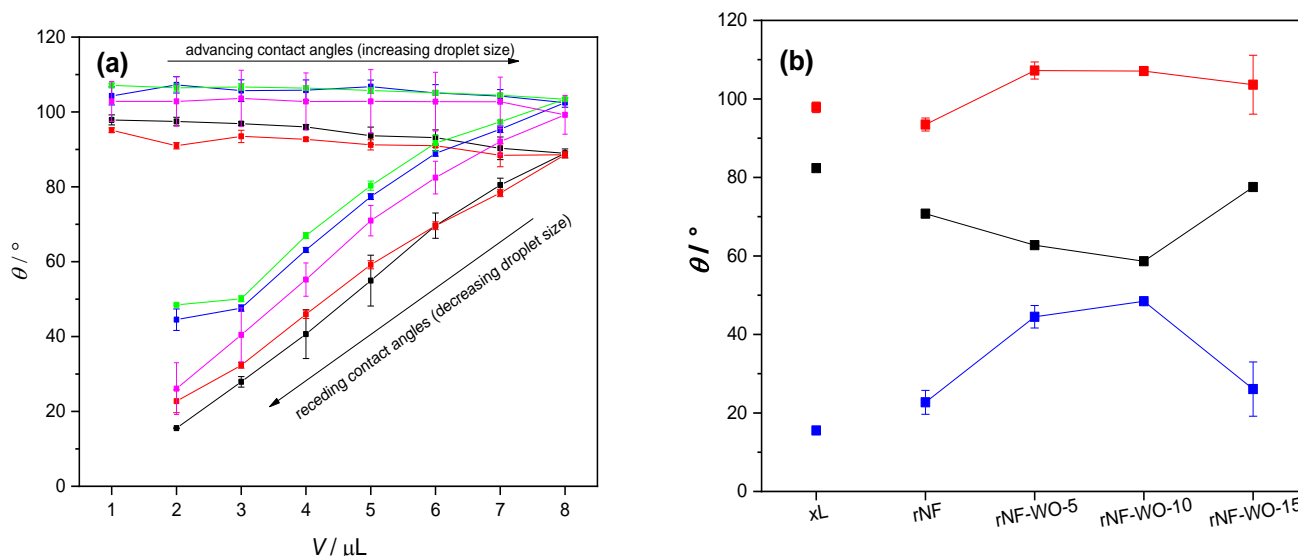 (a)
advancing contact angles (increasing droplet size)
receding contact angles (decreasing droplet size)
θ / °
120
100
80
60
40
20
0
1 2 3 4 5 6 7 8
V / μL
(b)
θ / °
120
100
80
60
40
20
0
xL rNF rNF-WO-5 rNF-WO-10 rNF-WO-15